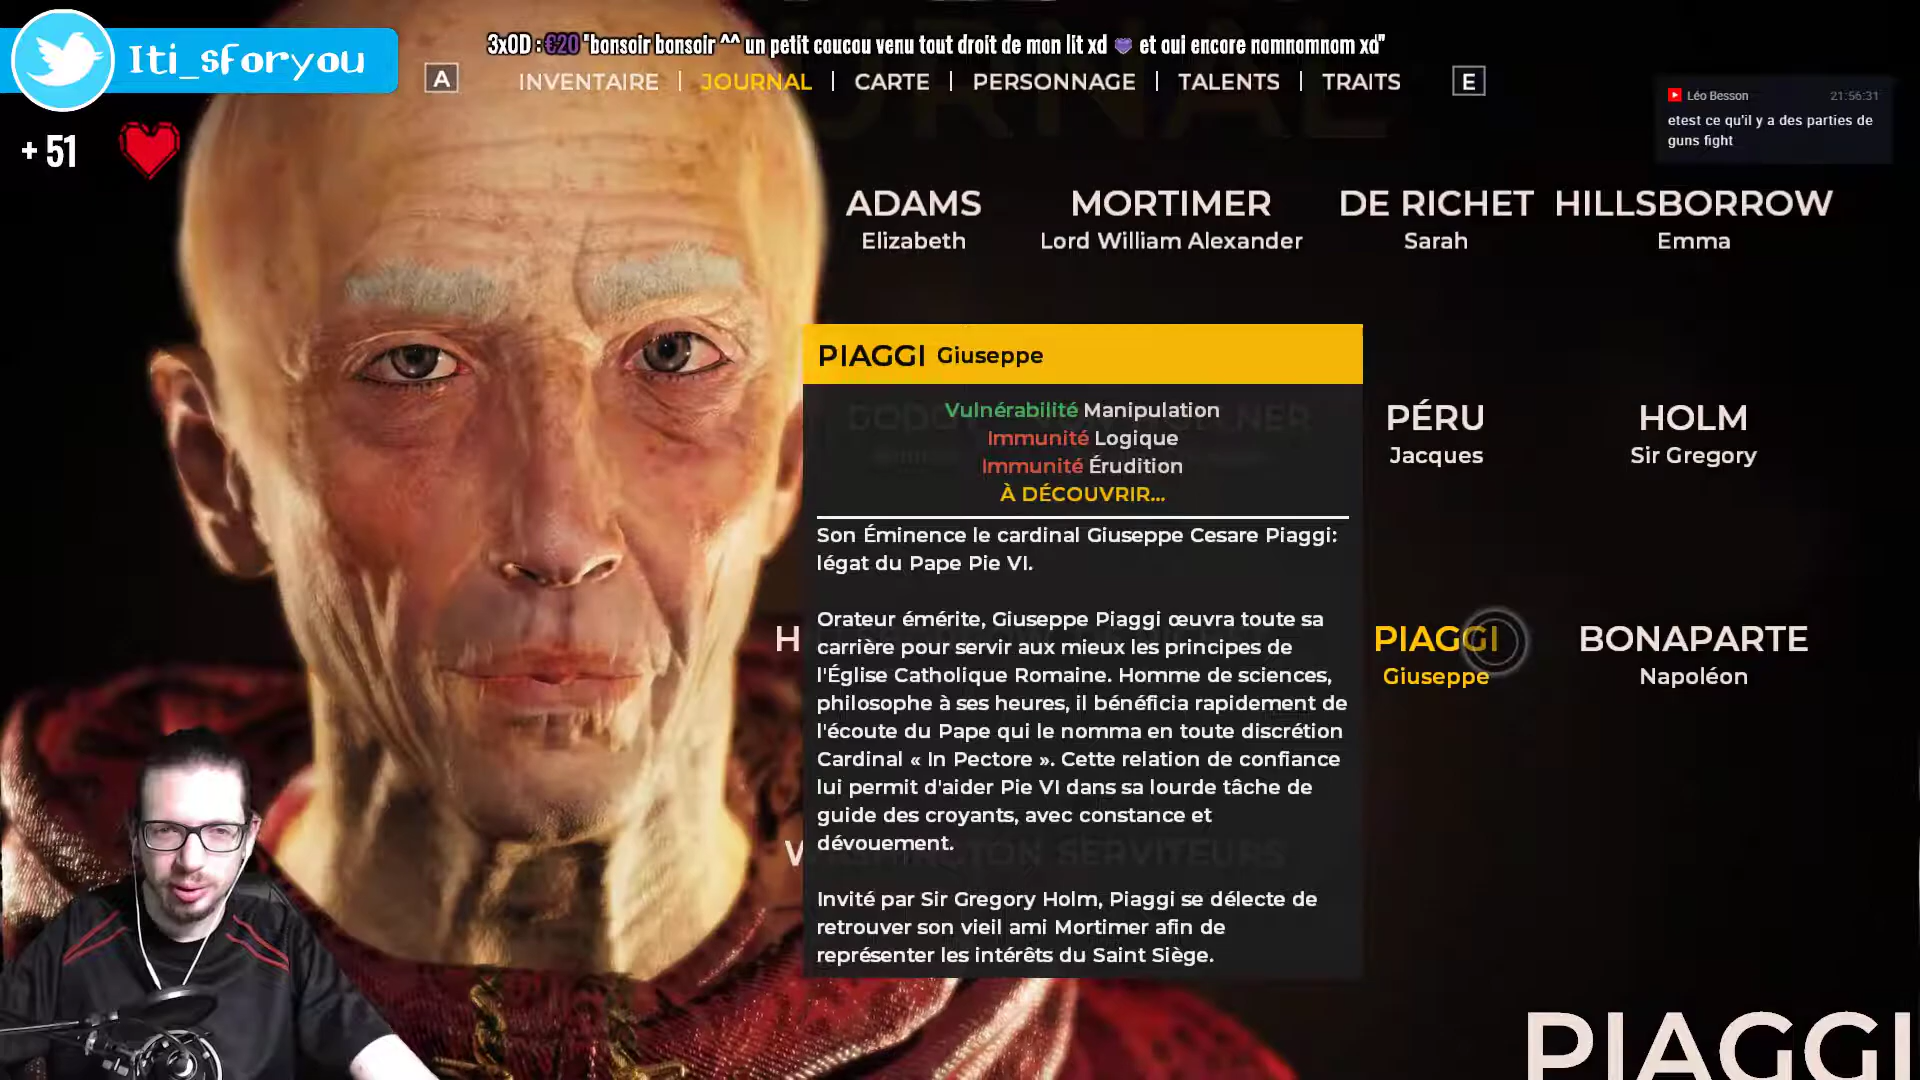 Iti_sforyou
3x0D : €20 "bonsoir bonsoir ^^ un petit coucou venu tout droit de mon lit xd 💜 et oui encore nomnomnom xd"
A INVENTAIRE | JOURNAL | CARTE | PERSONNAGE | TALENTS | TRAITS E
+ 51
Léo Besson 21:56:31
etest ce qu'il y a des parties de
guns fight
ADAMS MORTIMER DE RICHET HILLSBORROW
Elizabeth Lord William Alexander Sarah Emma
PIAGGI Giuseppe
Vulnérabilité Manipulation
Immunité Logique
Immunité Érudition
À DÉCOUVRIR...
Son Éminence le cardinal Giuseppe Cesare Piaggi:
légat du Pape Pie VI.
Orateur émérite, Giuseppe Piaggi œuvra toute sa
carrière pour servir aux mieux les principes de
l'Église Catholique Romaine. Homme de sciences,
philosophe à ses heures, il bénéficia rapidement de
l'écoute du Pape qui le nomma en toute discrétion
Cardinal « In Pectore ». Cette relation de confiance
lui permit d'aider Pie VI dans sa lourde tâche de
guide des croyants, avec constance et
dévouement.
Invité par Sir Gregory Holm, Piaggi se délecte de
retrouver son vieil ami Mortimer afin de
représenter les intérêts du Saint Siège.
PÉRU HOLM
Jacques Sir Gregory
PIAGGI BONAPARTE
Giuseppe Napoléon
SERVITEURS
PIAGGI